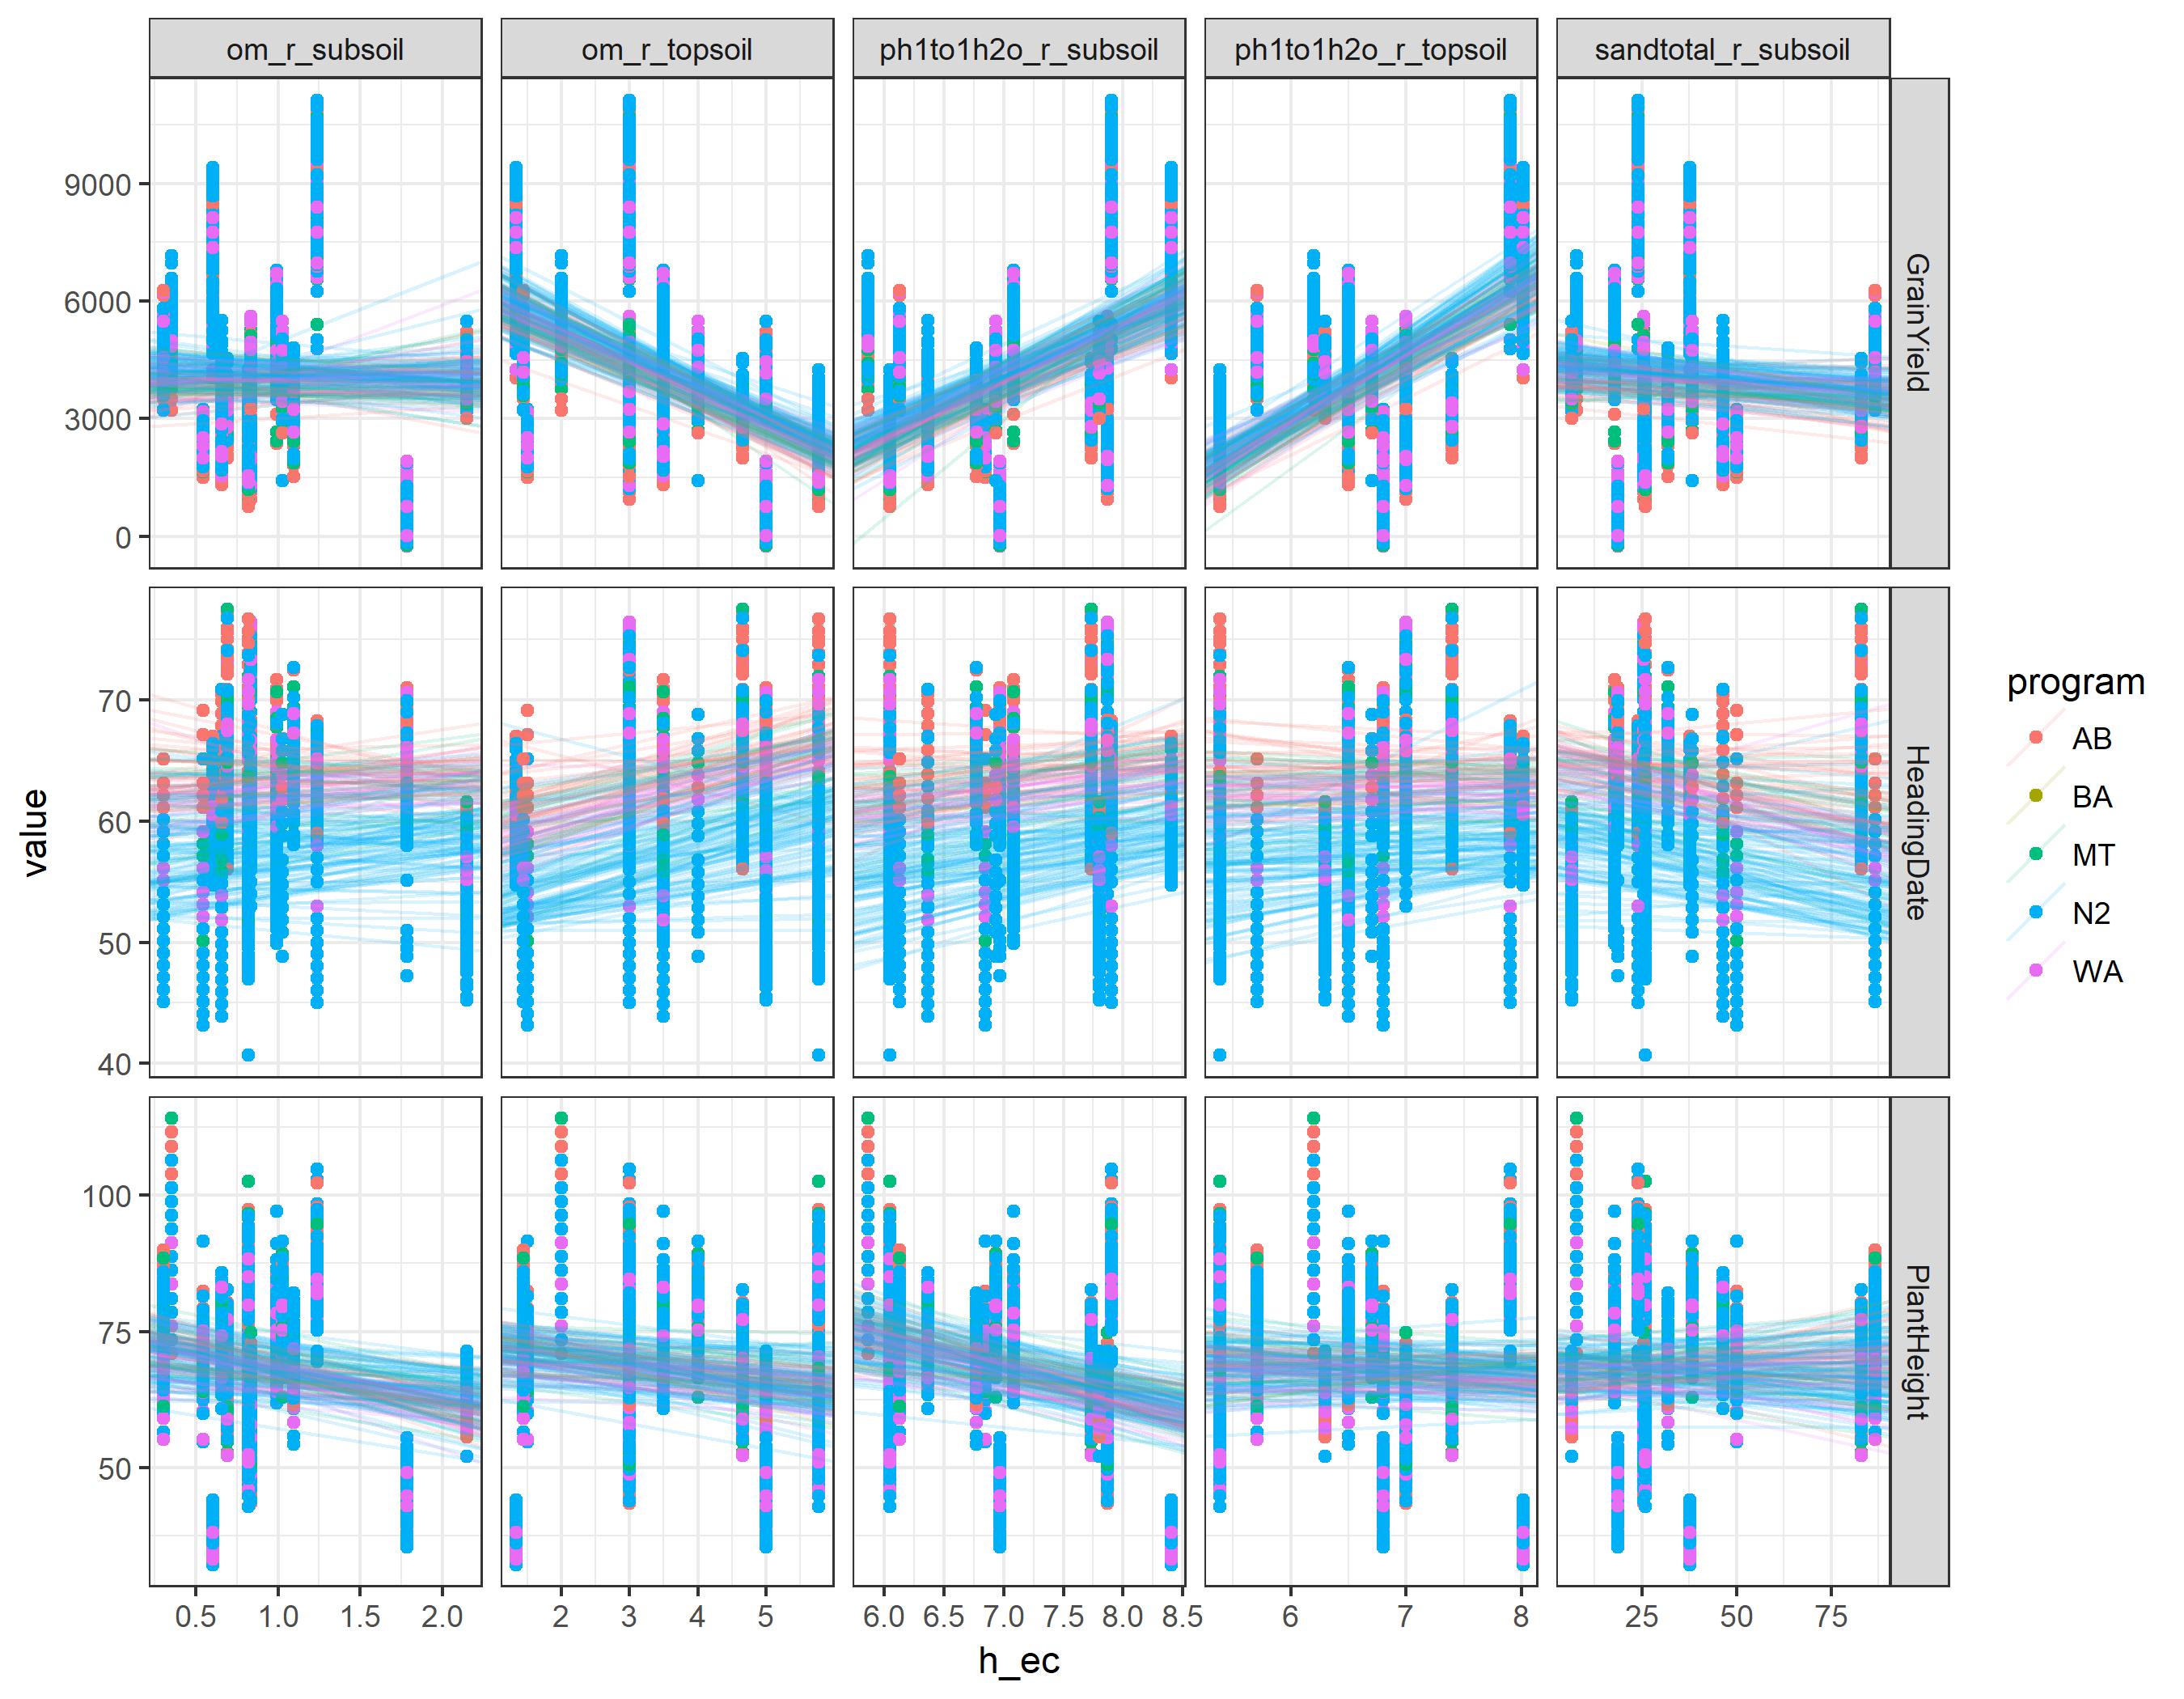 om_r_subsoil om_r_topsoil ph1to1h2o_r_subsoil ph1to1h2o_r_topsoil sandtotal_r_subsoil
9000
6000
3000
0
GrainYield
70
60
50
40
HeadingDate
100
75
50
PlantHeight
value
0.5 1.0 1.5 2.0 2 3 4 5 6.0 6.5 7.0 7.5 8.0 8.5 6 7 8 25 50 75
h_ec
program
AB
BA
MT
N2
WA